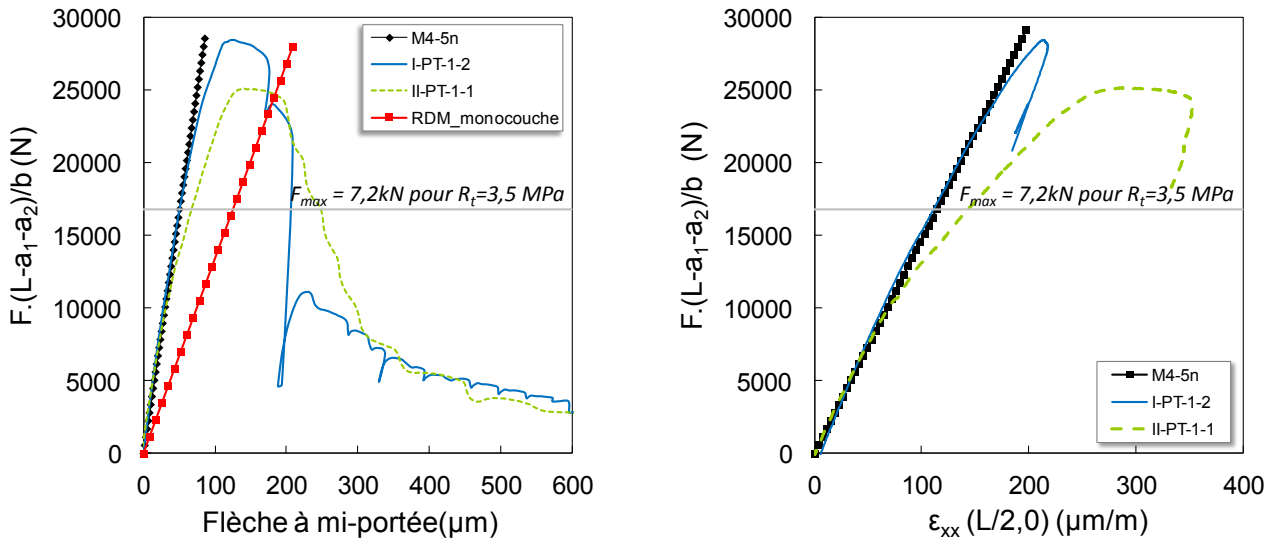 30000
25000
20000
15000
10000
5000
0
F.(L-a1-a2)/b (N)
M4-5n
I-PT-1-2
II-PT-1-1
RDM_monocouche
Fmax = 7,2kN pour Rt=3,5 MPa
0 100 200 300 400 500 600
Flèche à mi-portée(µm)
30000
25000
20000
15000
10000
5000
0
F.(L-a1-a2)/b (N)
Fmax = 7,2kN pour Rt=3,5 MPa
M4-5n
I-PT-1-2
II-PT-1-1
0 100 200 300 400
εxx (L/2,0) (µm/m)